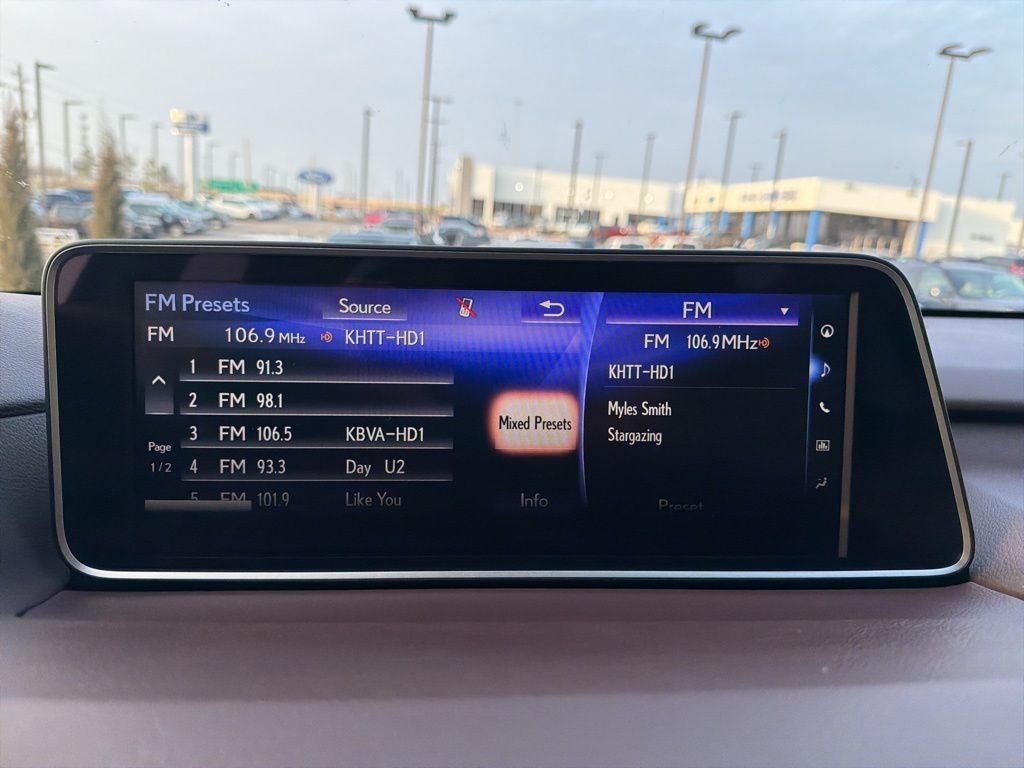 FM Presets Source FM
FM 106.9 MHz KHTT-HD1 FM 106.9MHz
1 FM 91.3 KHTT-HD1
2 FM 98.1 Myles Smith
Mixed Presets
3 FM 106.5 KBVA-HD1 Stargazing
Page
1/2
4 FM 93.3 Day U2
5 FM 101.9 Like You Info Preset